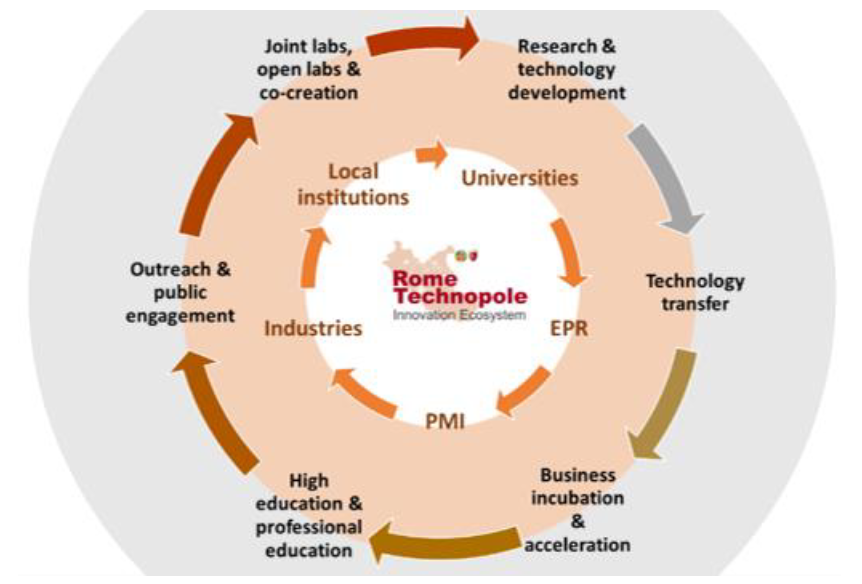 Joint labs,
open labs &
co-creation
Research &
technology
development
Technology
transfer
Business
incubation
&
acceleration
High
education &
professional
education
Outreach &
public
engagement
Local
institutions
Universities
EPR
PMI
Industries
Rome
Technopole
Innovation Ecosystem